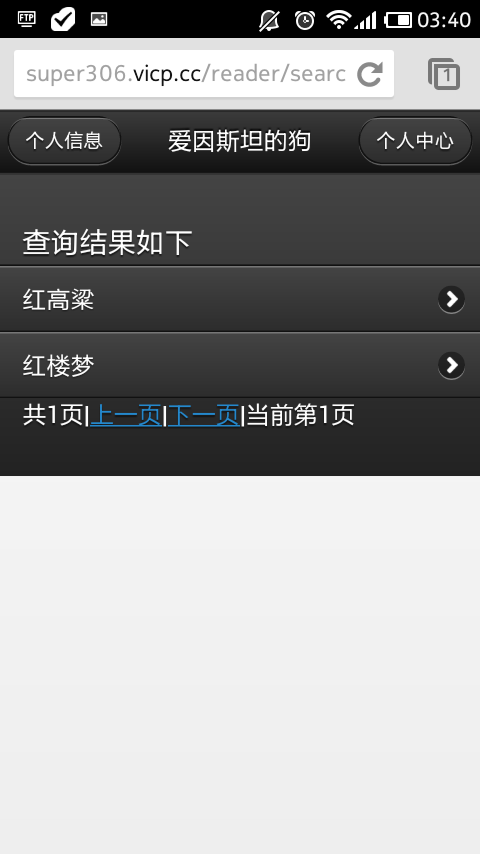 FTP 03:40
super306.vicp.cc/reader/searc 1
个人信息 爱因斯坦的狗 个人中心
查询结果如下
红高粱
红楼梦
共1页|上一页|下一页|当前第1页